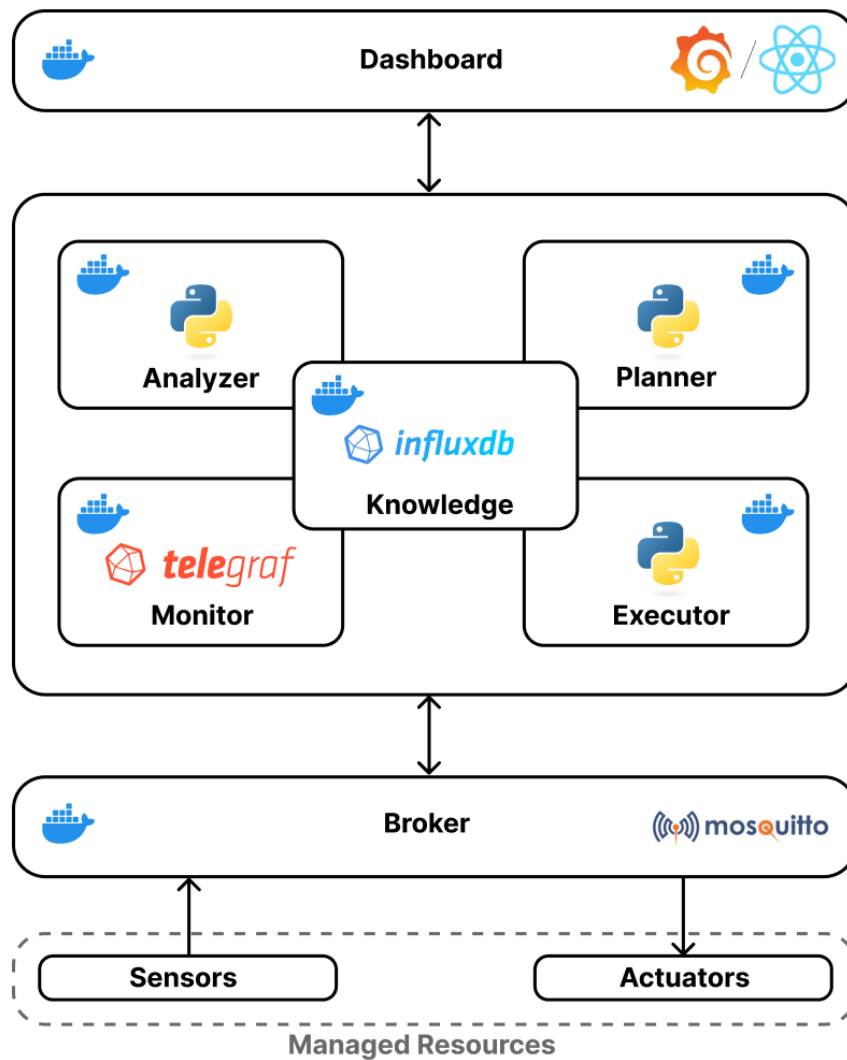 Dashboard
/
Analyzer
Planner
influxdb
Knowledge
telegraf
Monitor
Executor
Broker
mosquitto
Sensors
Actuators
Managed Resources